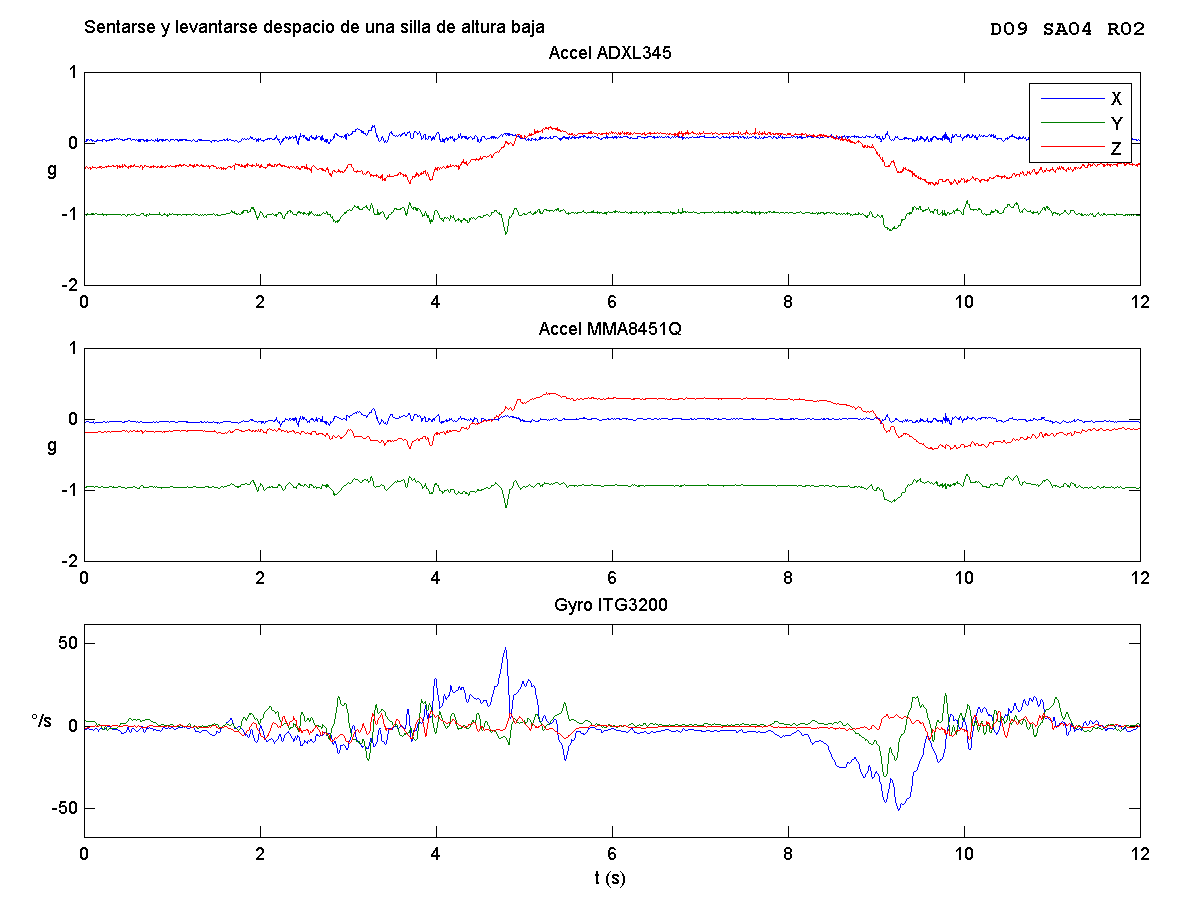 Sentarse y levantarse despacio de una silla de altura baja
D09 SA04 R02
Accel ADXL345
1
0
-1
-2
g
X
Y
Z
0 2 4 6 8 10 12
Accel MMA8451Q
1
0
-1
-2
g
0 2 4 6 8 10 12
Gyro ITG3200
50
0
-50
°/s
0 2 4 6 8 10 12
t (s)